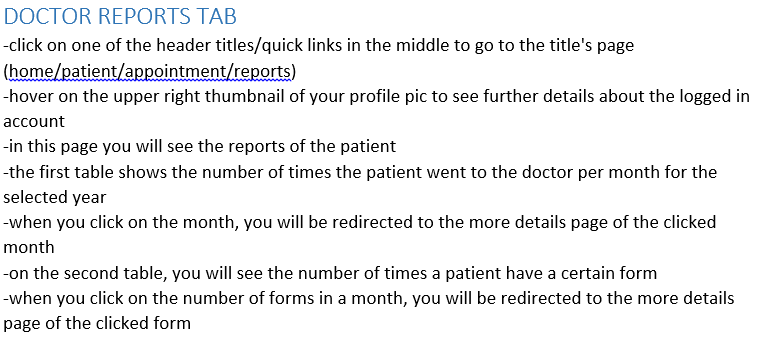 DOCTOR REPORTS TAB
-click on one of the header titles/quick links in the middle to go to the title's page
(home/patient/appointment/reports)
-hover on the upper right thumbnail of your profile pic to see further details about the logged in
account
-in this page you will see the reports of the patient
-the first table shows the number of times the patient went to the doctor per month for the
selected year
-when you click on the month, you will be redirected to the more details page of the clicked
month
-on the second table, you will see the number of times a patient have a certain form
-when you click on the number of forms in a month, you will be redirected to the more details
page of the clicked form